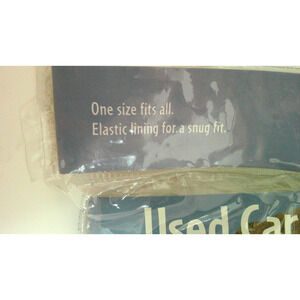 One size fits all.
Elastic lining for a snug fit.
Used Car